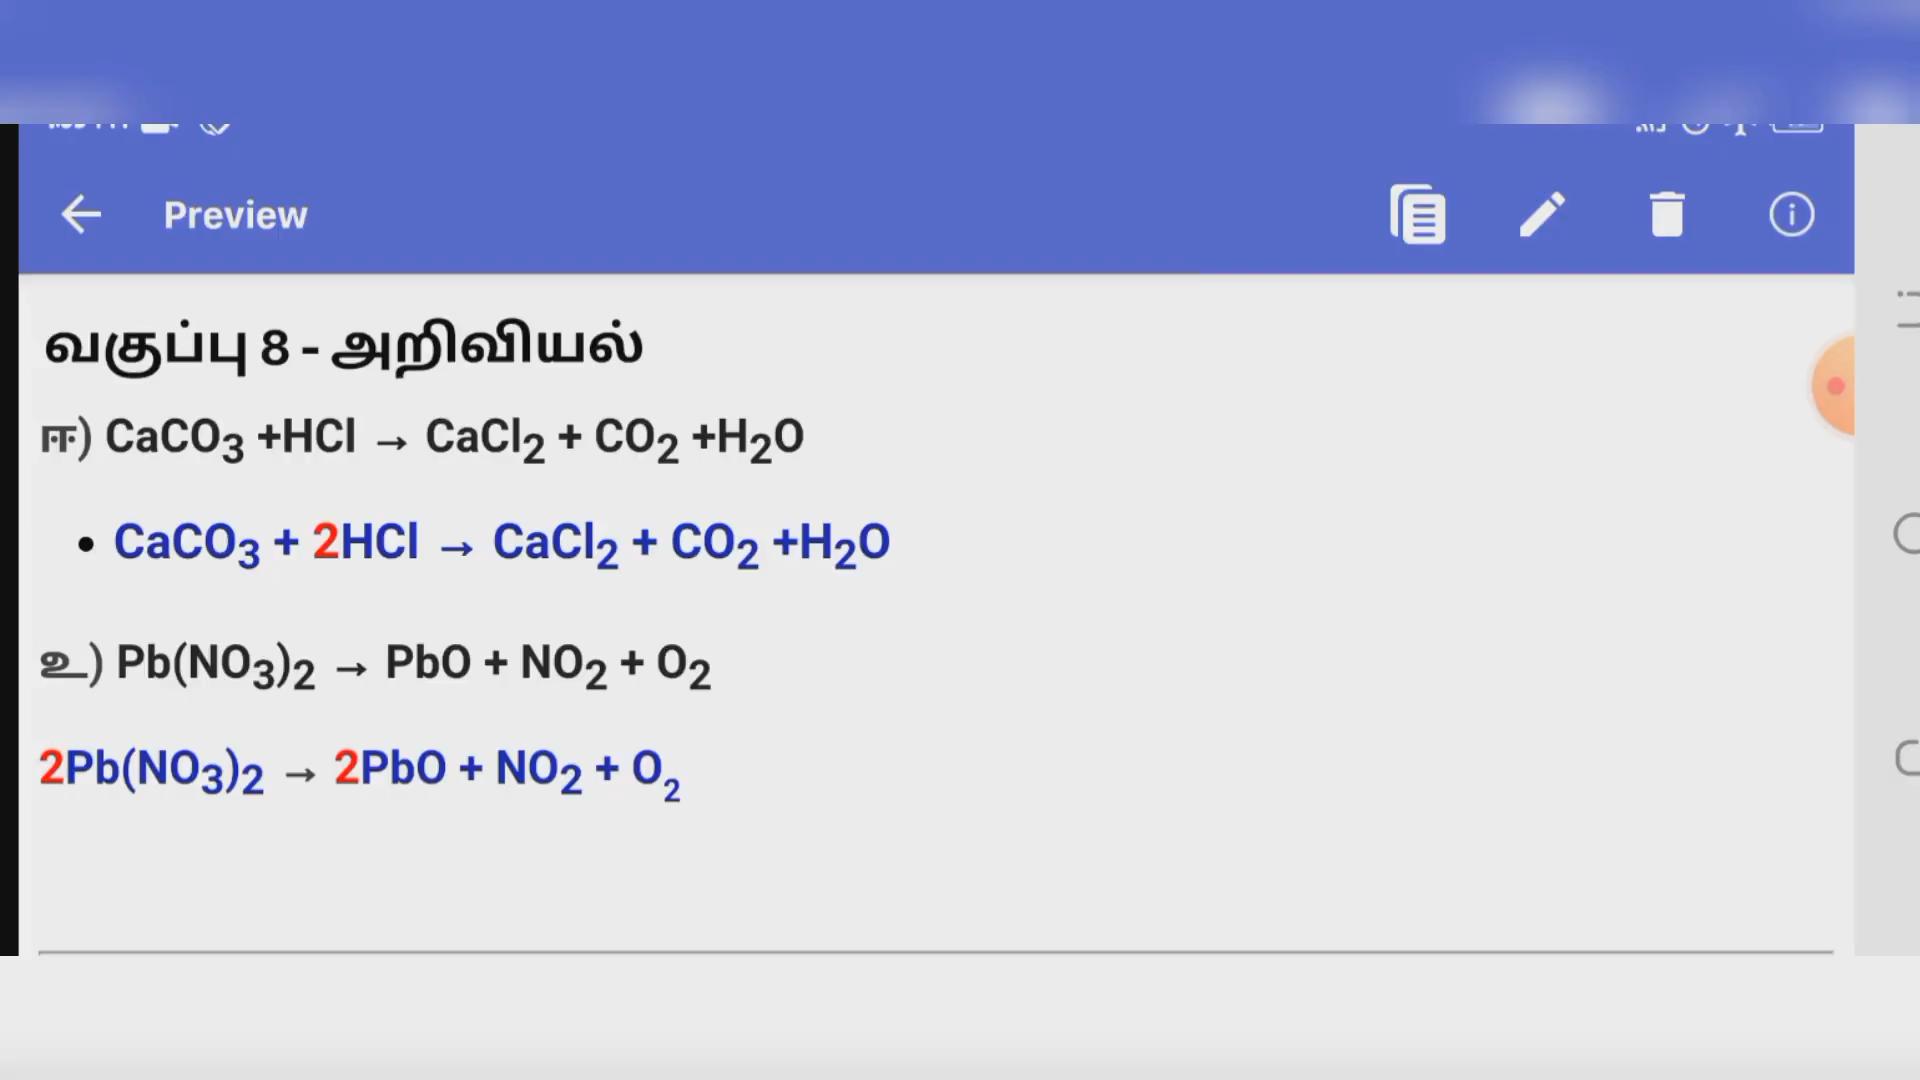 Preview
வகுப்பு 8 - அறிவியல்
ஈ) CaCO₃ +HCl → CaCl₂ + CO₂ +H₂O
• CaCO₃ + 2HCl → CaCl₂ + CO₂ +H₂O
உ) Pb(NO₃)₂ → PbO + NO₂ + O₂
2Pb(NO₃)₂ → 2PbO + NO₂ + O₂